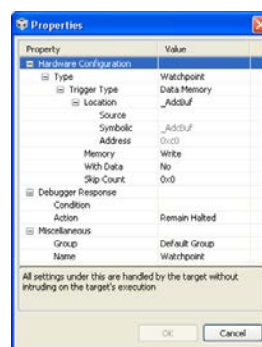 Properties
Property Value
Hardware Configuration
Type Watchpoint
Trigger Type Data Memory
Location _AdcBuf
Source
Symbolic _AdcBuf
Address 0xc0
Memory Write
With Data No
Skip Count 0x0
Debugger Response
Condition
Action Remain Halted
Miscellaneous
Group Default Group
Name Watchpoint
All settings under this are handled by the target without
intruding on the target's execution
OK Cancel